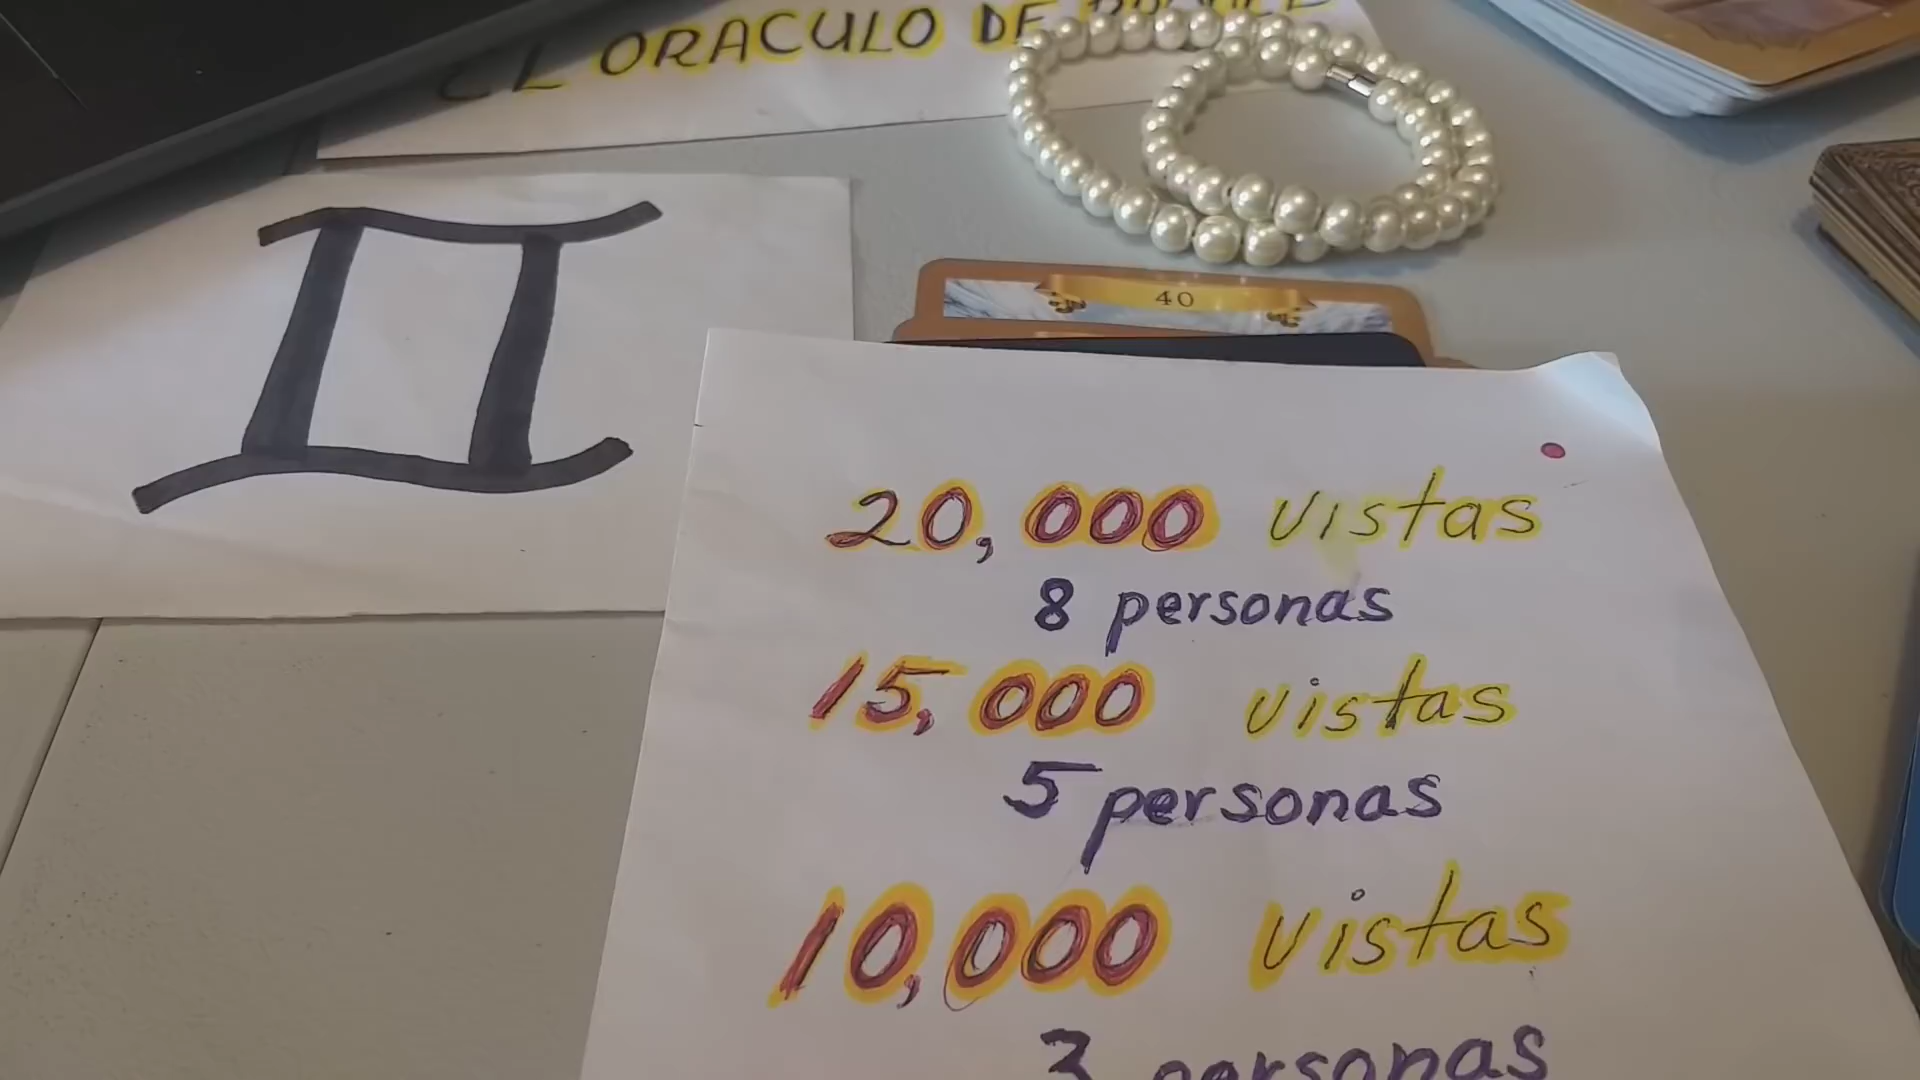 EL ORACULO DE
40
20,000 vistas
8 personas
15,000 vistas
5 personas
10,000 vistas
3 personas